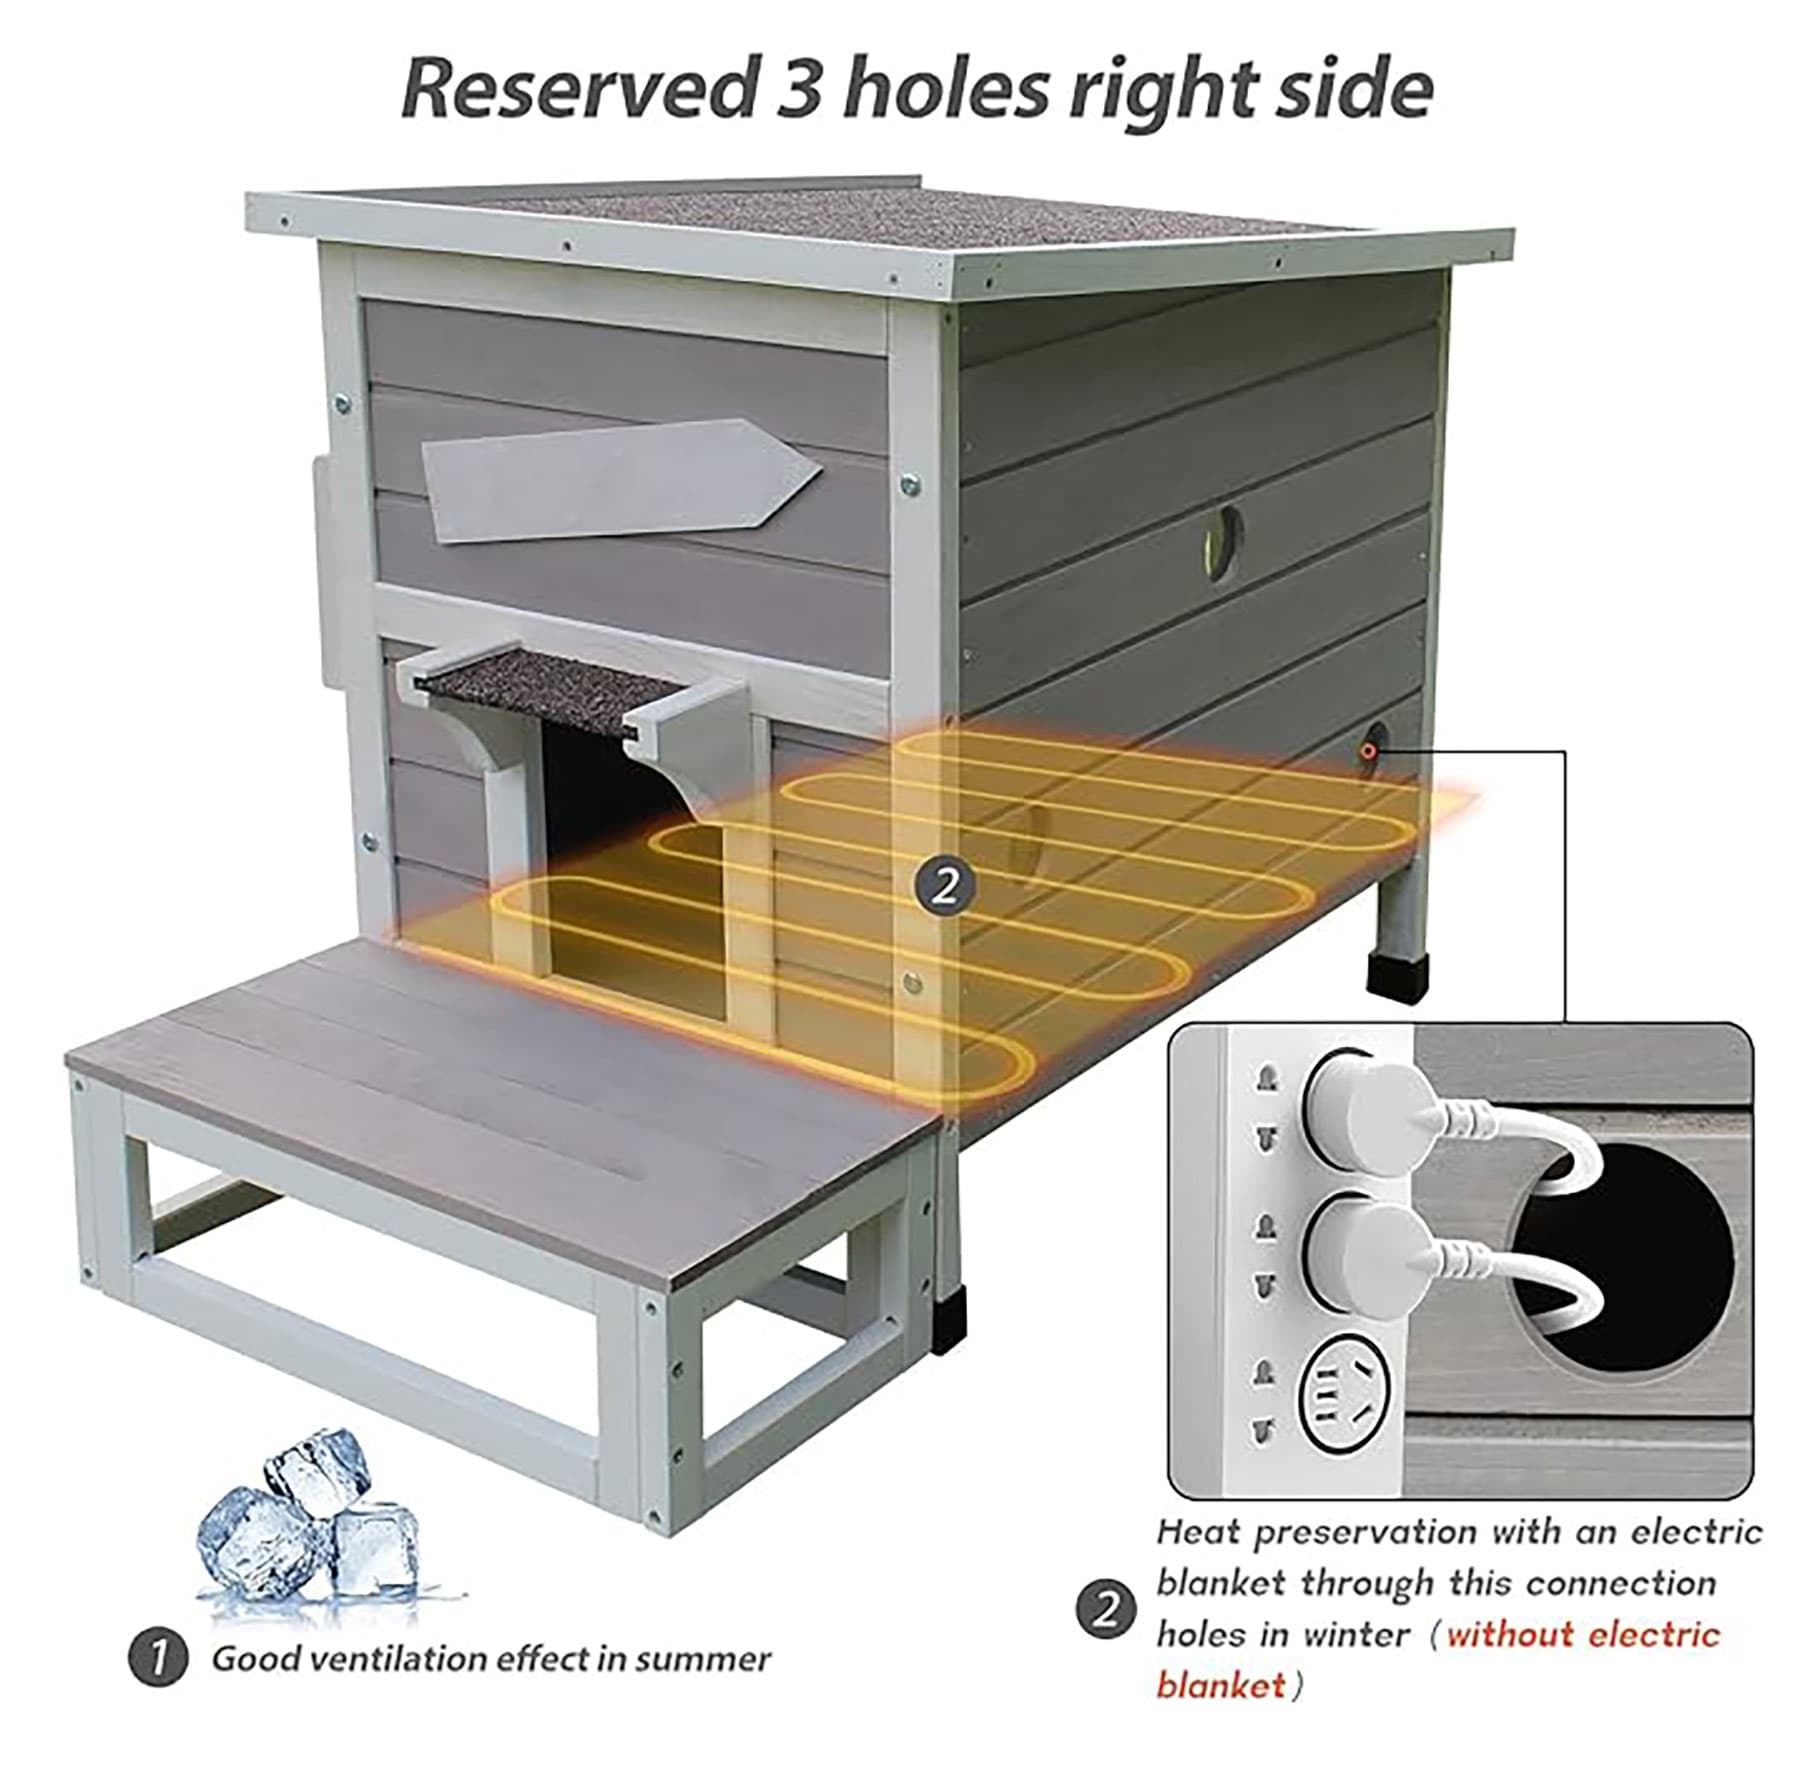 Reserved 3 holes right side
2
1 Good ventilation effect in summer
2 Heat preservation with an electric
blanket through this connection
holes in winter (without electric
blanket)